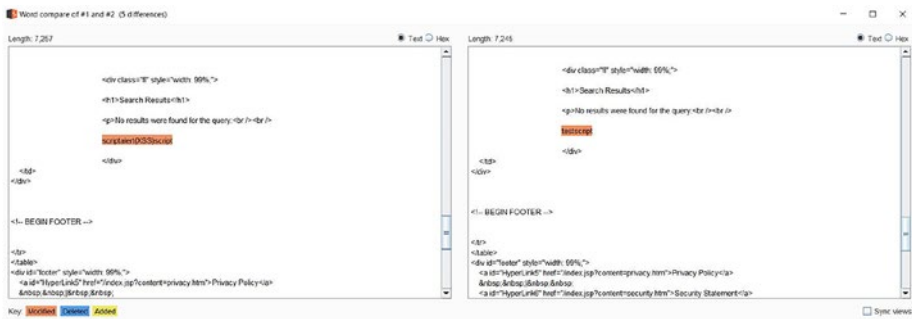 Word compare of #1 and #2 (5 differences)
Length: 7,257
Text Hex
<div class="fl" style="width: 99%;">
<h1>Search Results</h1>
<p>No results were found for the query:<br /><br />
</div>
</td>
</div>
<!-- BEGIN FOOTER -->
</tr>
</table>
<div id="footer" style="width: 99%;">
<a id="HyperLink5" href="/index.jsp?content=privacy.htm">Privacy Policy</a>
&nbsp;&nbsp;|&nbsp;&nbsp;
Length: 7,245
Text Hex
<div class="fl" style="width: 99%;">
<h1>Search Results</h1>
<p>No results were found for the query:<br /><br />
testscript
</div>
</td>
</div>
<!-- BEGIN FOOTER -->
</tr>
</table>
<div id="footer" style="width: 99%;">
<a id="HyperLink5" href="/index.jsp?content=privacy.htm">Privacy Policy</a>
&nbsp;&nbsp;|&nbsp;&nbsp;
<a id="HyperLink6" href="/index.jsp?content=security.htm">Security Statement</a>
Key: Modified Deleted Added
Sync views